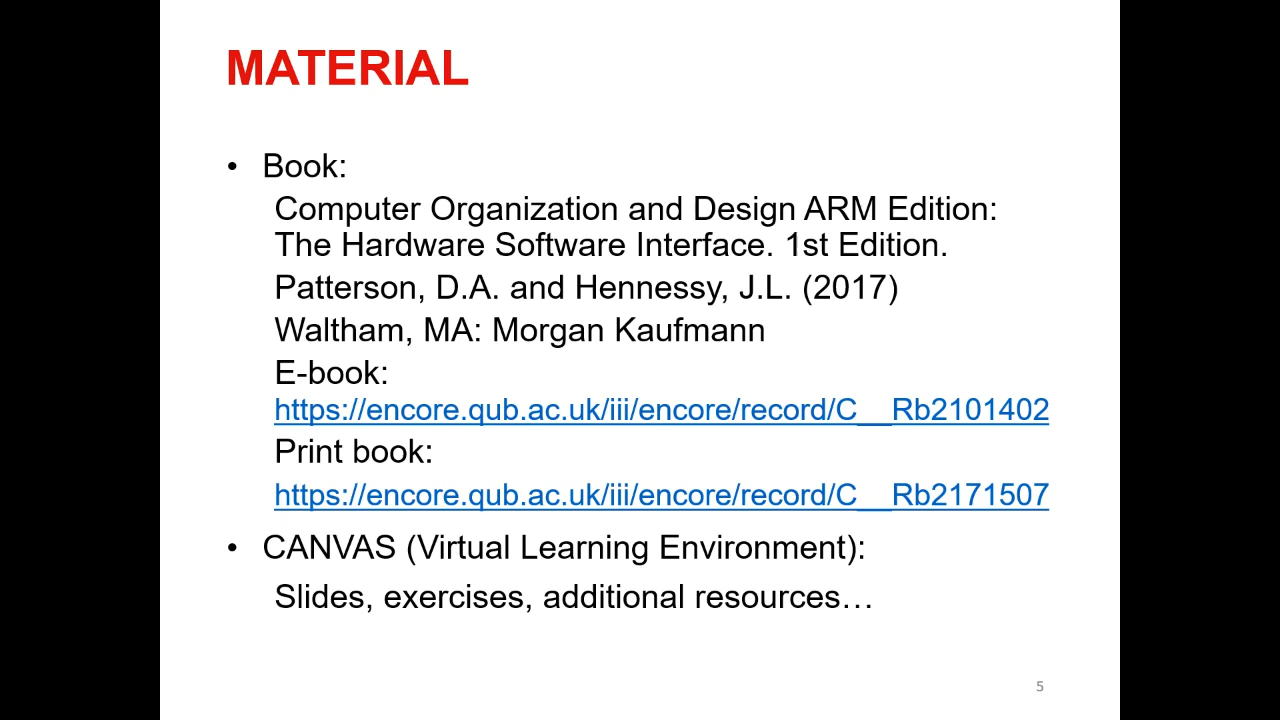 MATERIAL
• Book:
Computer Organization and Design ARM Edition:
The Hardware Software Interface. 1st Edition.
Patterson, D.A. and Hennessy, J.L. (2017)
Waltham, MA: Morgan Kaufmann
E-book:
https://encore.qub.ac.uk/iii/encore/record/C__Rb2101402
Print book:
https://encore.qub.ac.uk/iii/encore/record/C__Rb2171507
• CANVAS (Virtual Learning Environment):
Slides, exercises, additional resources…
5